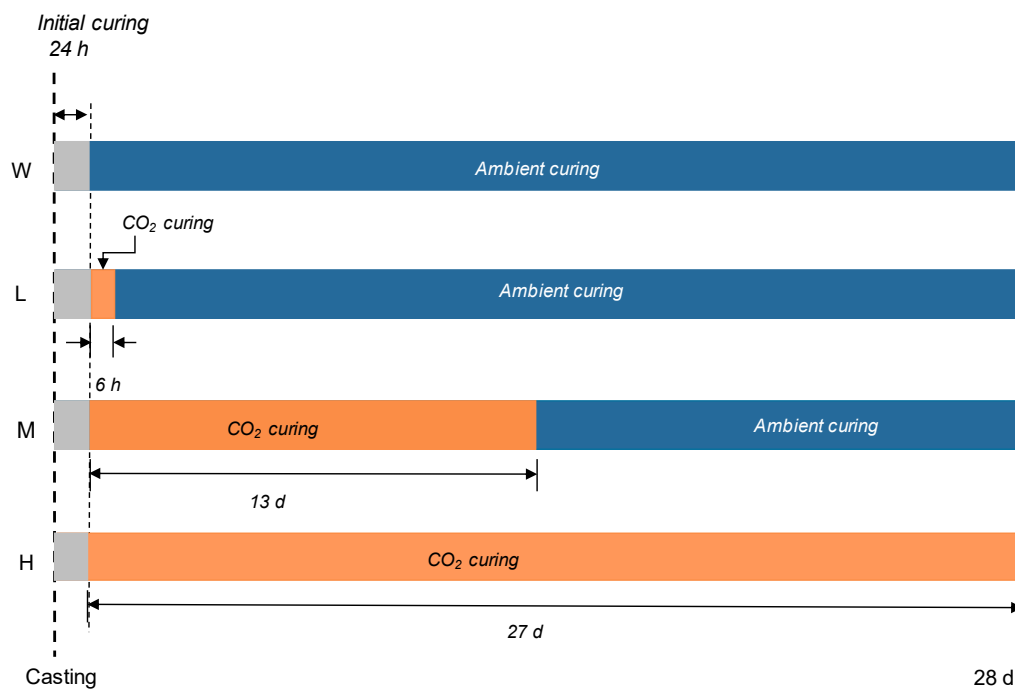 Initial curing
24 h
W
Ambient curing
CO₂ curing
L
Ambient curing
6 h
M
CO₂ curing
Ambient curing
13 d
H
CO₂ curing
27 d
Casting
28 d